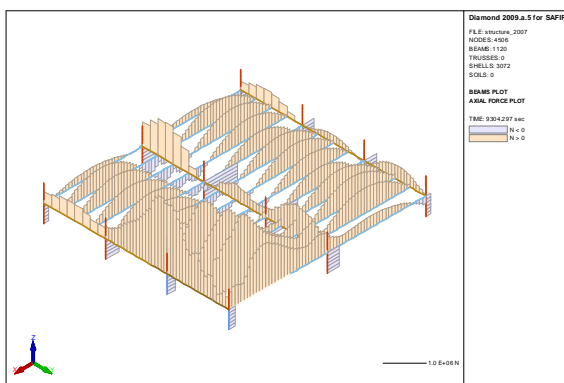 Diamond 2009.a.5 for SAFIR
FILE: structure_2007
NODES: 4506
BEAMS: 1120
TRUSSES: 0
SHELLS: 3072
SOILS: 0
BEAMS PLOT
AXIAL FORCE PLOT
TIME: 9304.297 sec
N < 0
N > 0
1.0 E+06 N
Z
X Y